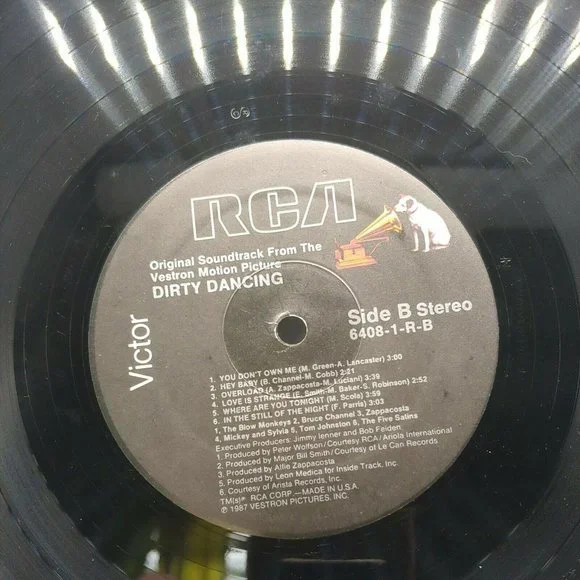 RCA
Original Soundtrack From The
Vestron Motion Picture
DIRTY DANCING
Victor
Side B Stereo
6408-1-R-B
1. YOU DON'T OWN ME (M. Green-A. Lancaster) 3:00
2. HEY BABY (B. Channel-M. Cobb) 2:21
3. OVERLOAD (A. Zappacosta-M. Luciani) 3:39
4. LOVE IS STRANGE (E. Smith-M. Baker-S. Robinson) 2:52
5. WHERE ARE YOU TONIGHT (M. Scola) 3:59
6. IN THE STILL OF THE NIGHT (F. Parris) 3:03
1. The Blow Monkeys 2. Bruce Channel 3. Zappacosta
4. Mickey and Sylvia 5. Tom Johnston 6. The Five Satins
Executive Producers: Jimmy Ienner and Bob Feiden
1. Produced by Peter Wolfson/Courtesy RCA/Ariola International
2. Produced by Major Bill Smith/Courtesy of Le Cam Records
3. Produced by Alfie Zappacosta
5. Produced by Leon Medica for Inside Track, Inc.
6. Courtesy of Arista Records, Inc.
TM(s) ® RCA CORP—MADE IN U.S.A.
℗ 1987 VESTRON PICTURES, INC.